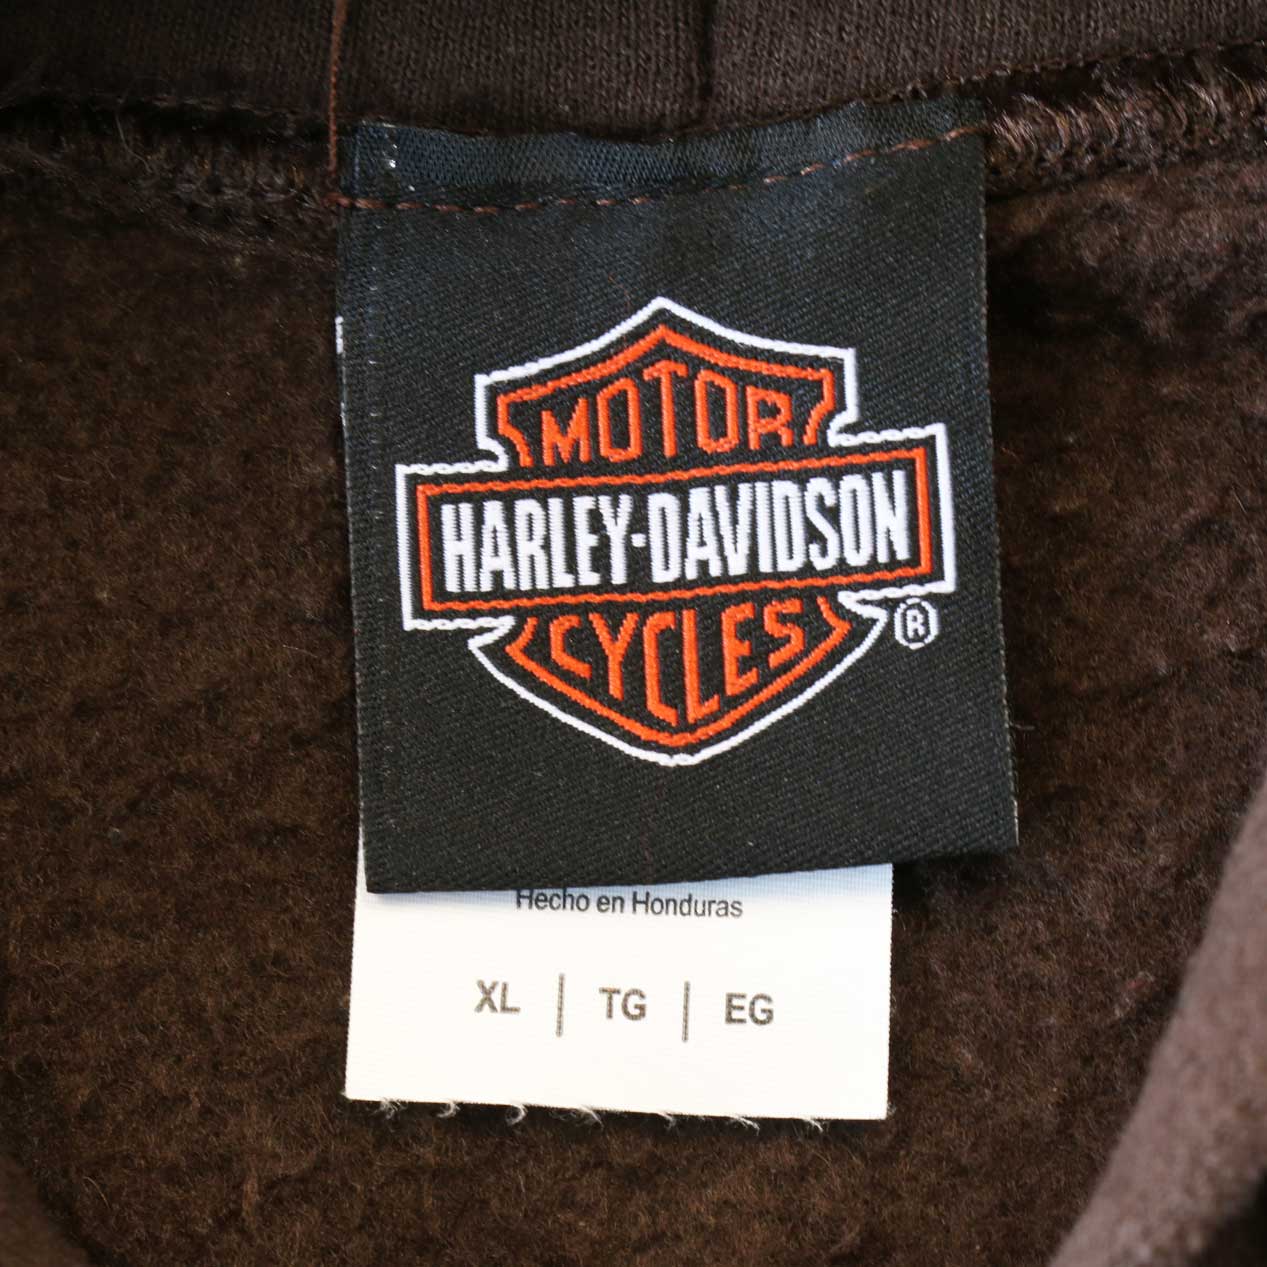 MOTOR
HARLEY-DAVIDSON
CYCLES ®
Hecho en Honduras
XL | TG | EG